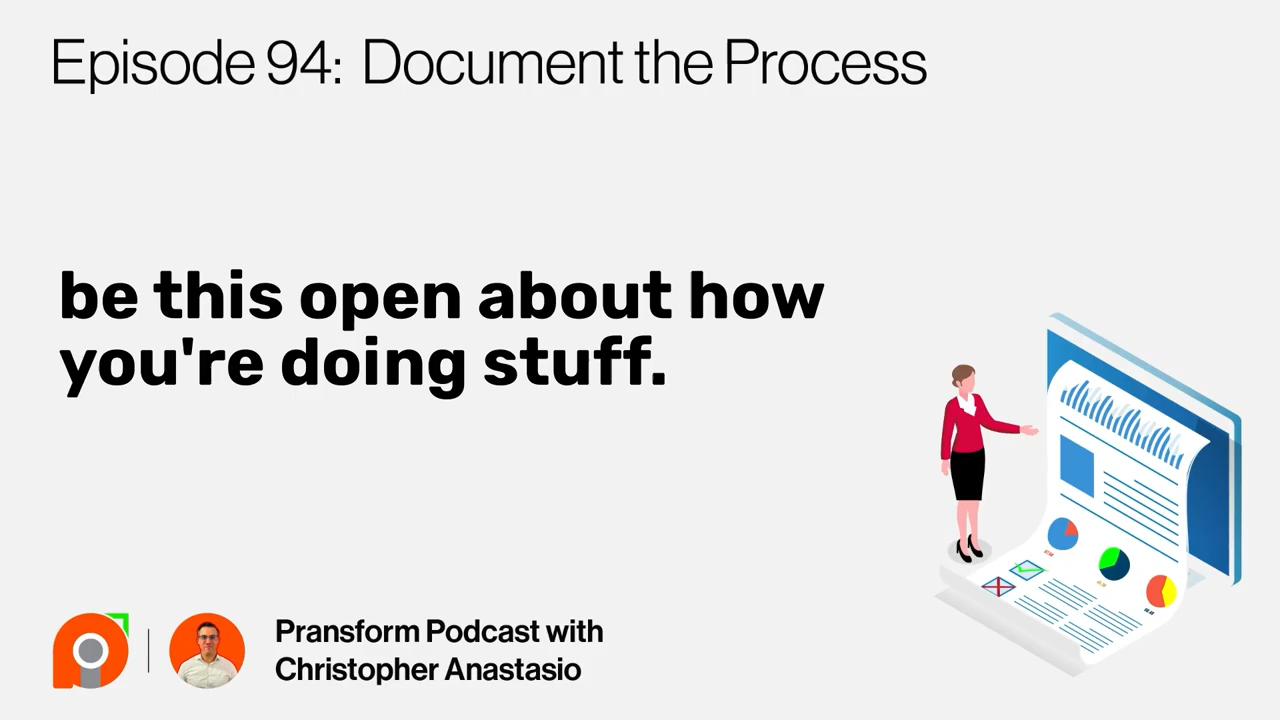 Episode 94: Document the Process
be this open about how
you're doing stuff.
Pransform Podcast with
Christopher Anastasio